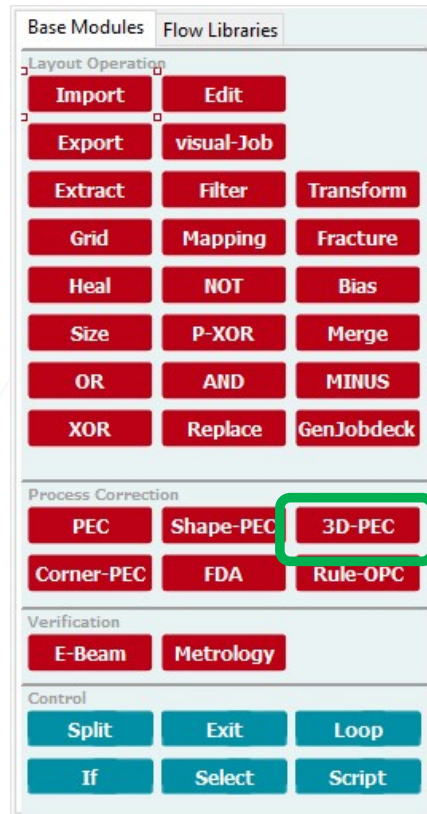 Base Modules Flow Libraries
Layout Operation
Import Edit
Export visual-Job
Extract Filter Transform
Grid Mapping Fracture
Heal NOT Bias
Size P-XOR Merge
OR AND MINUS
XOR Replace GenJobdeck
Process Correction
PEC Shape-PEC 3D-PEC
Corner-PEC FDA Rule-OPC
Verification
E-Beam Metrology
Control
Split Exit Loop
If Select Script